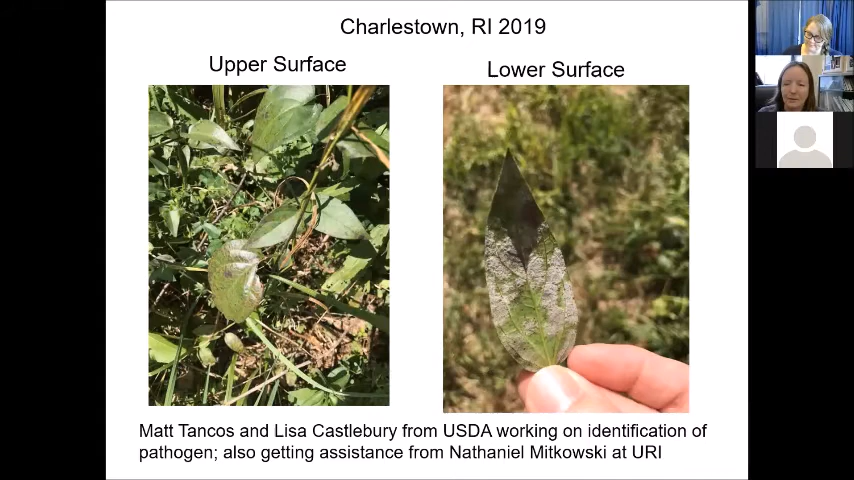 Charlestown, RI 2019
Upper Surface
Lower Surface
Matt Tancos and Lisa Castlebury from USDA working on identification of
pathogen; also getting assistance from Nathaniel Mitkowski at URI